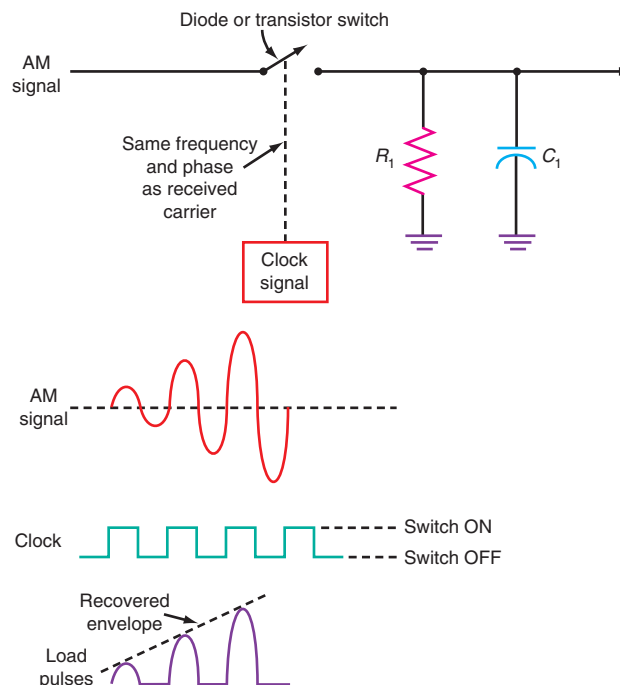 Diode or transistor switch
AM
signal
Same frequency
and phase
as received
carrier
R1
C1
Clock
signal
AM
signal
Clock
Switch ON
Switch OFF
Recovered
envelope
Load
pulses